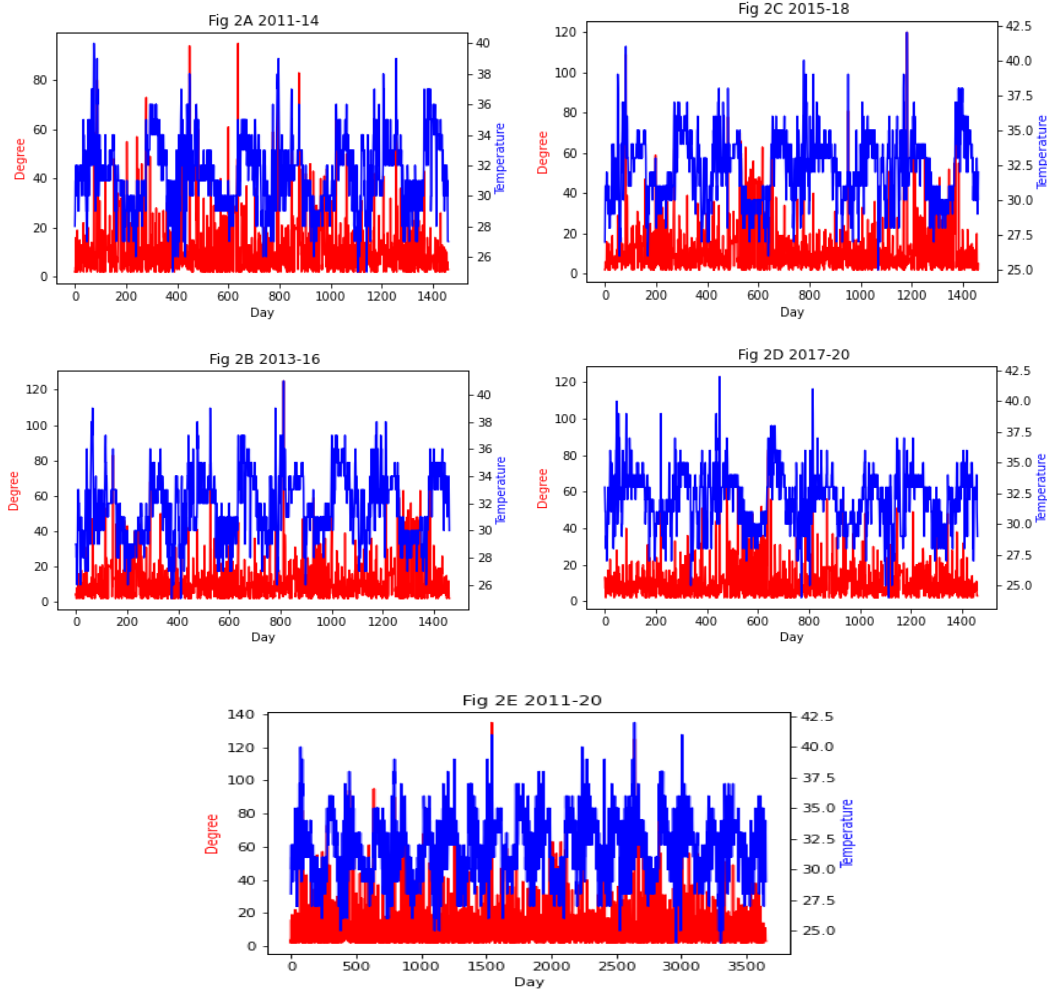 Fig 2A 2011-14
80
60
40
20
0
Degree
40
38
36
34
32
30
28
26
Temperature
0 200 400 600 800 1000 1200 1400
Day
Fig 2C 2015-18
120
100
80
60
40
20
0
Degree
42.5
40.0
37.5
35.0
32.5
30.0
27.5
25.0
Temperature
0 200 400 600 800 1000 1200 1400
Day
Fig 2B 2013-16
120
100
80
60
40
20
0
Degree
40
38
36
34
32
30
28
26
Temperature
0 200 400 600 800 1000 1200 1400
Day
Fig 2D 2017-20
120
100
80
60
40
20
0
Degree
42.5
40.0
37.5
35.0
32.5
30.0
27.5
25.0
Temperature
0 200 400 600 800 1000 1200 1400
Day
Fig 2E 2011-20
140
120
100
80
60
40
20
0
Degree
42.5
40.0
37.5
35.0
32.5
30.0
27.5
25.0
Temperature
0 500 1000 1500 2000 2500 3000 3500
Day